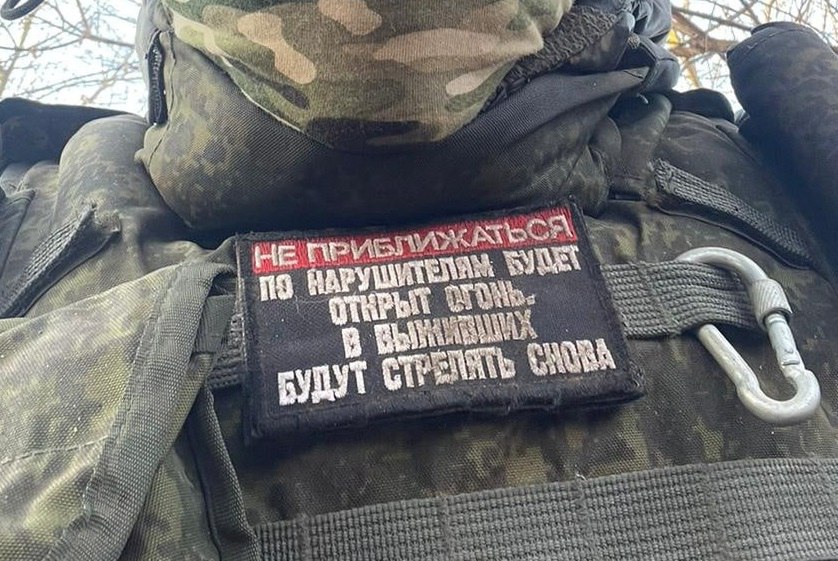 НЕ ПРИБЛИЖАТЬСЯ
ПО НАРУШИТЕЛЯМ БУДЕТ
ОТКРЫТ ОГОНЬ.
В ВЫЖИВШИХ
БУДУТ СТРЕЛЯТЬ СНОВА